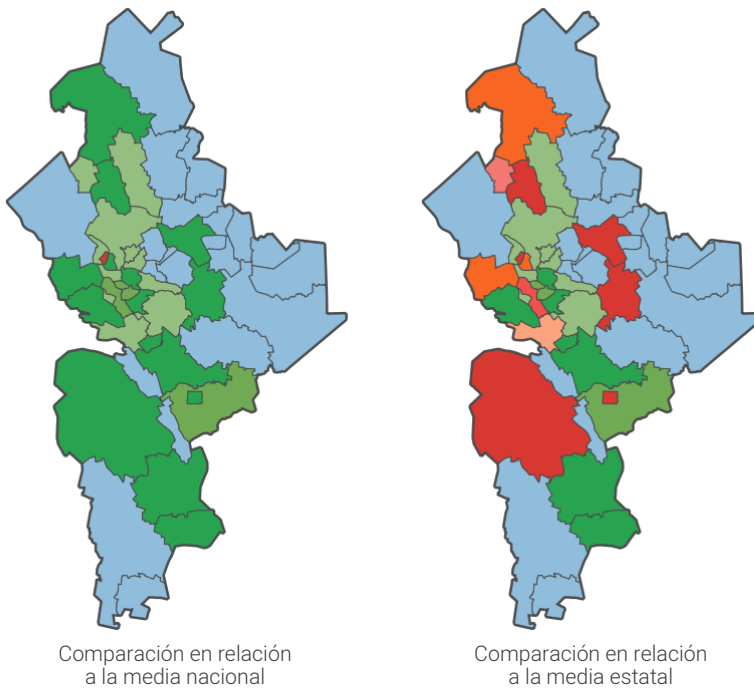 Comparación en relación
a la media nacional
Comparación en relación
a la media estatal